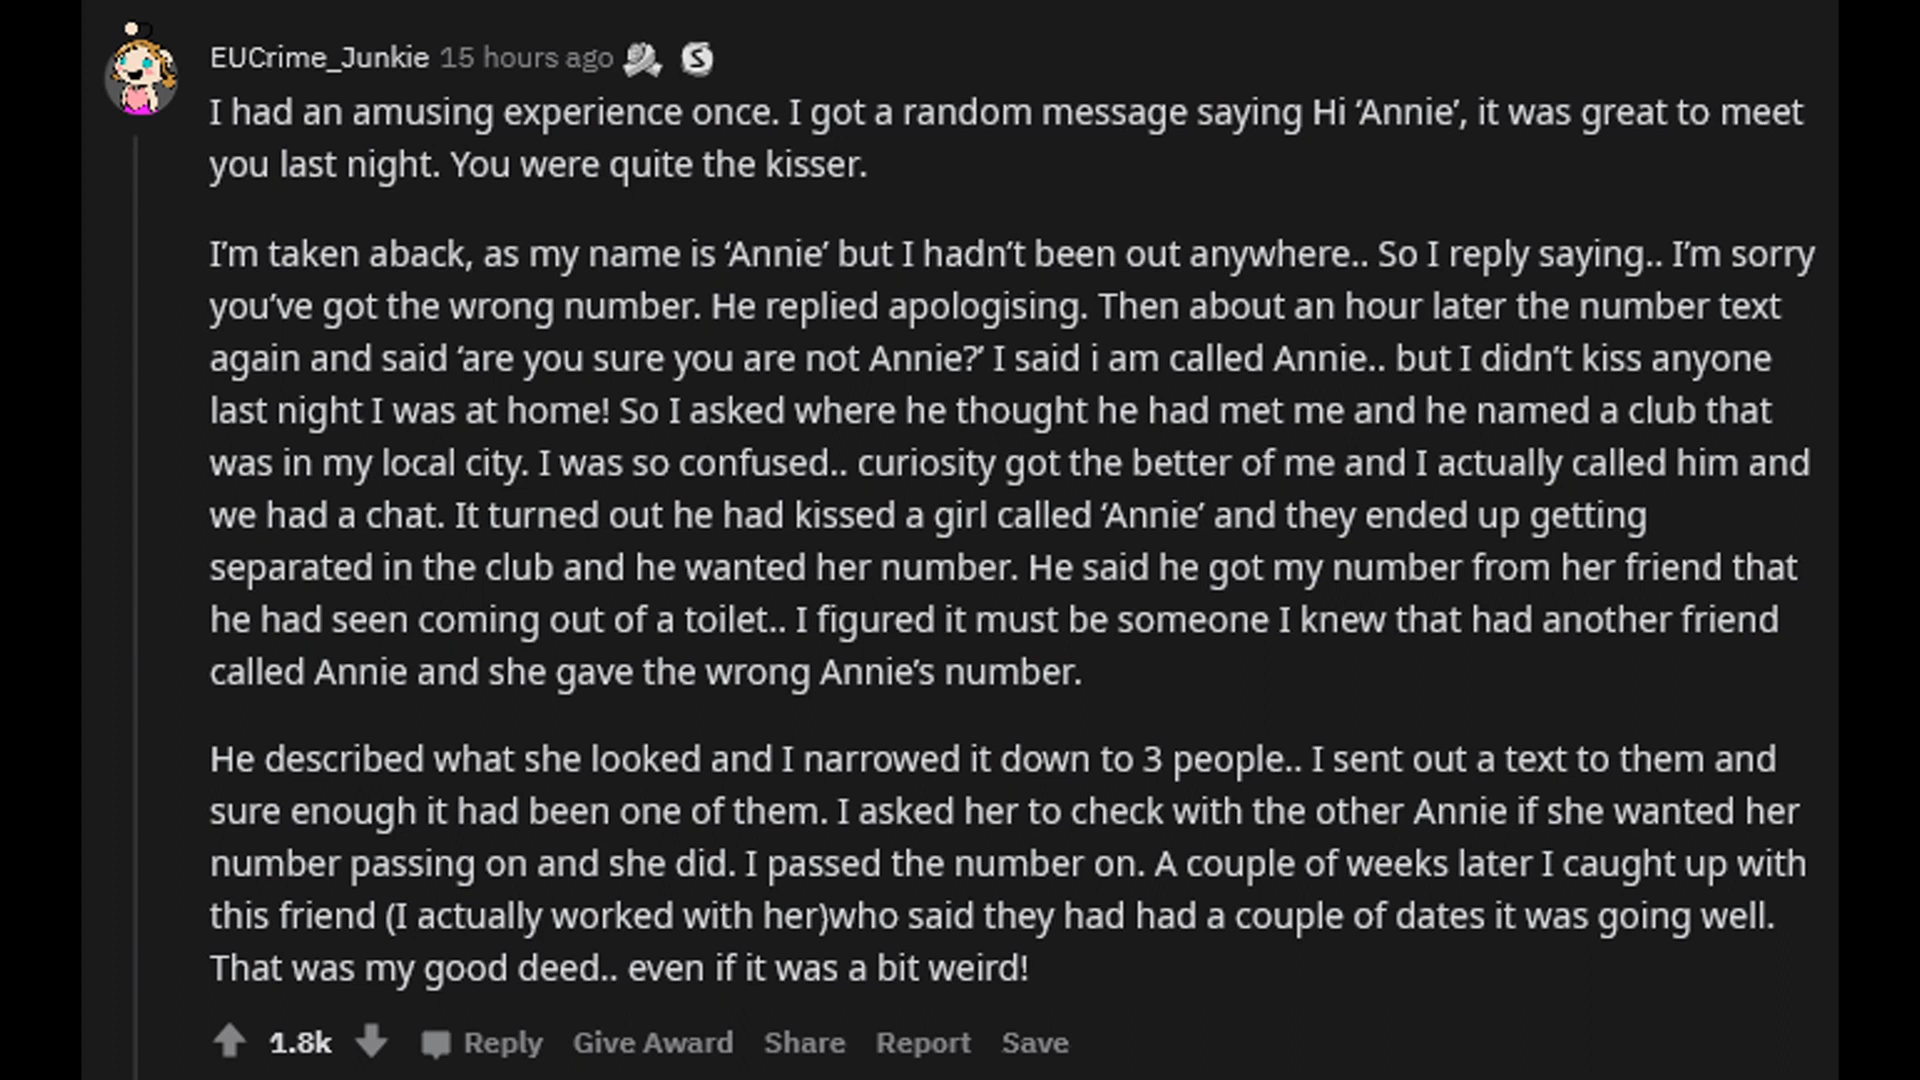 EUCrime_Junkie 15 hours ago
I had an amusing experience once. I got a random message saying Hi ‘Annie’, it was great to meet
you last night. You were quite the kisser.
I’m taken aback, as my name is ‘Annie’ but I hadn’t been out anywhere.. So I reply saying.. I’m sorry
you’ve got the wrong number. He replied apologising. Then about an hour later the number text
again and said ‘are you sure you are not Annie?’ I said i am called Annie.. but I didn’t kiss anyone
last night I was at home! So I asked where he thought he had met me and he named a club that
was in my local city. I was so confused.. curiosity got the better of me and I actually called him and
we had a chat. It turned out he had kissed a girl called ‘Annie’ and they ended up getting
separated in the club and he wanted her number. He said he got my number from her friend that
he had seen coming out of a toilet.. I figured it must be someone I knew that had another friend
called Annie and she gave the wrong Annie’s number.
He described what she looked and I narrowed it down to 3 people.. I sent out a text to them and
sure enough it had been one of them. I asked her to check with the other Annie if she wanted her
number passing on and she did. I passed the number on. A couple of weeks later I caught up with
this friend (I actually worked with her)who said they had had a couple of dates it was going well.
That was my good deed.. even if it was a bit weird!
1.8k Reply Give Award Share Report Save